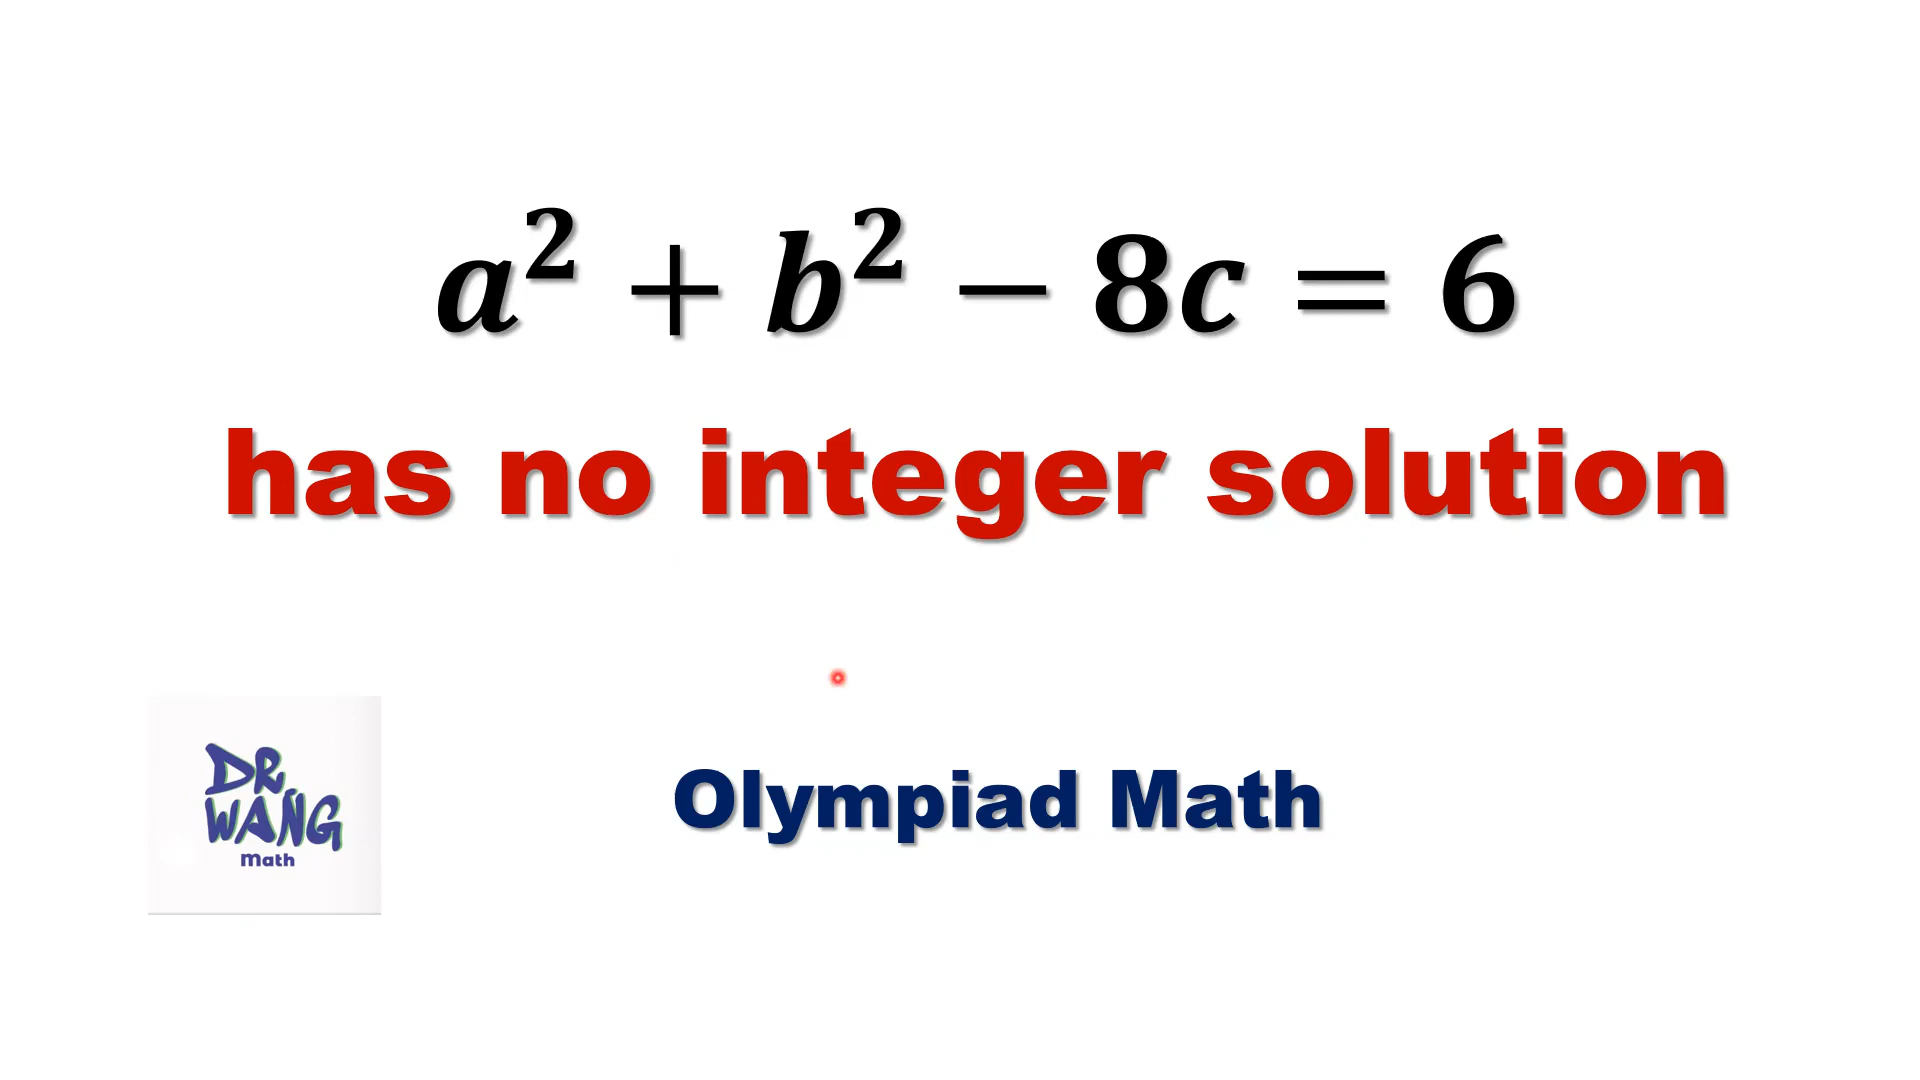 a² + b² − 8c = 6
has no integer solution
Olympiad Math
DR
WANG
Math